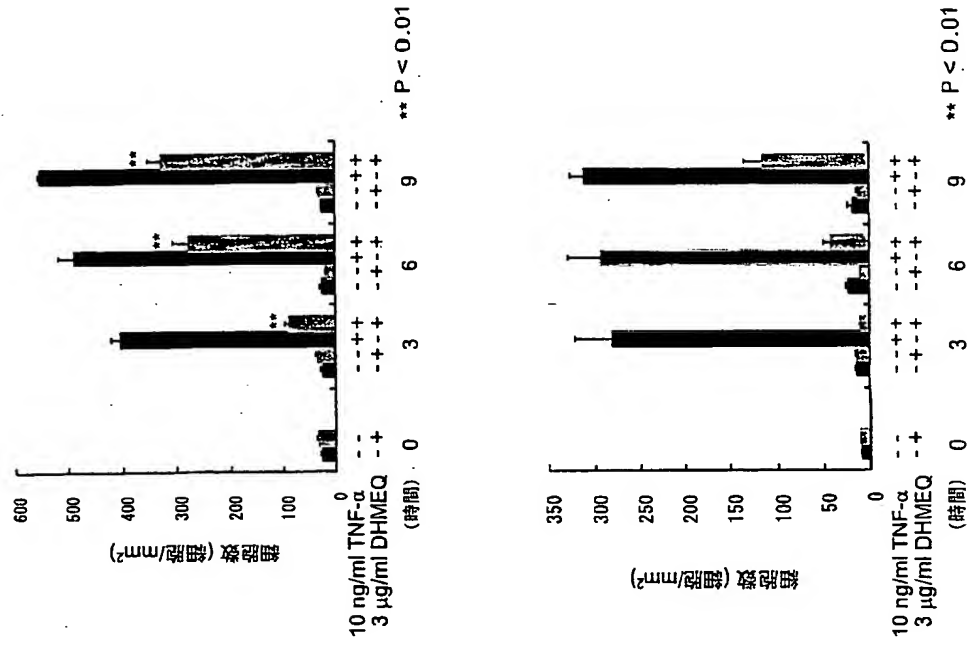 細胞数 (細胞/mm²)
600
500
400
300
200
100
0
**
**
**
10 ng/ml TNF-α - - - - + + - - + + - - + +
3 µg/ml DHMEQ - + - + - + - + - + - + - +
(時間) 0 3 6 9
** P < 0.01
細胞数 (細胞/mm²)
350
300
250
200
150
100
50
0
10 ng/ml TNF-α - - - - + + - - + + - - + +
3 µg/ml DHMEQ - + - + - + - + - + - + - +
(時間) 0 3 6 9
** P < 0.01